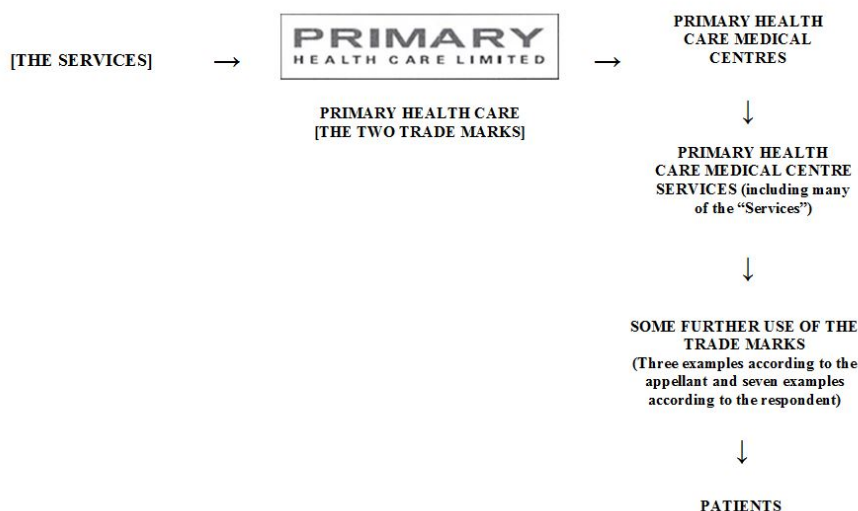 [THE SERVICES]
→
PRIMARY
HEALTH CARE LIMITED
PRIMARY HEALTH CARE
[THE TWO TRADE MARKS]
→
PRIMARY HEALTH
CARE MEDICAL
CENTRES
↓
PRIMARY HEALTH
CARE MEDICAL CENTRE
SERVICES (including many
of the “Services”)
↓
SOME FURTHER USE OF THE
TRADE MARKS
(Three examples according to the
appellant and seven examples
according to the respondent)
↓
PATIENTS